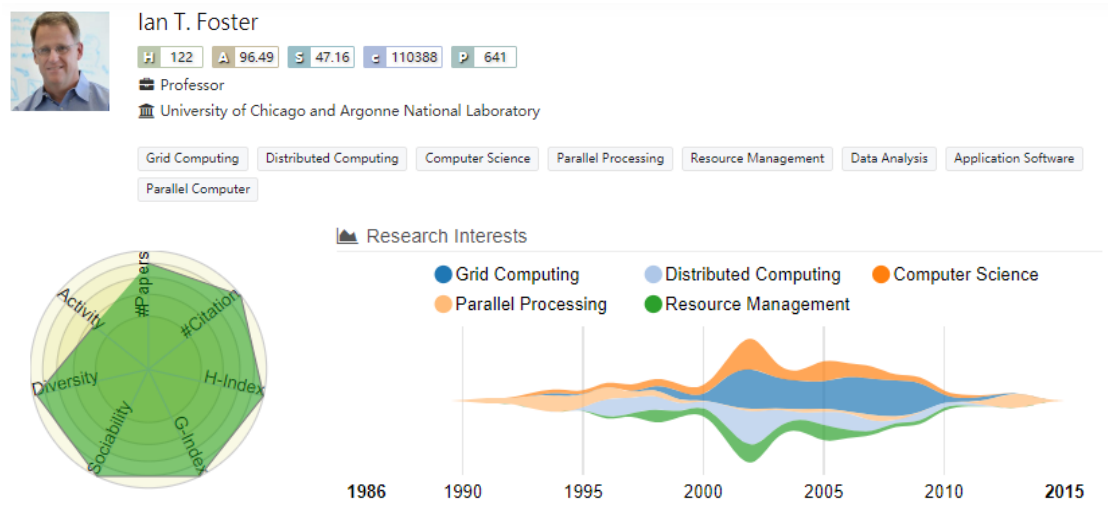 Ian T. Foster
H 122 A 96.49 S 47.16 c 110388 P 641
Professor
University of Chicago and Argonne National Laboratory
Grid Computing Distributed Computing Computer Science Parallel Processing Resource Management Data Analysis Application Software
Parallel Computer
Research Interests
Grid Computing Distributed Computing Computer Science
Parallel Processing Resource Management
#Papers
#Citation
H-Index
G-Index
Sociability
Diversity
Activity
1986 1990 1995 2000 2005 2010 2015